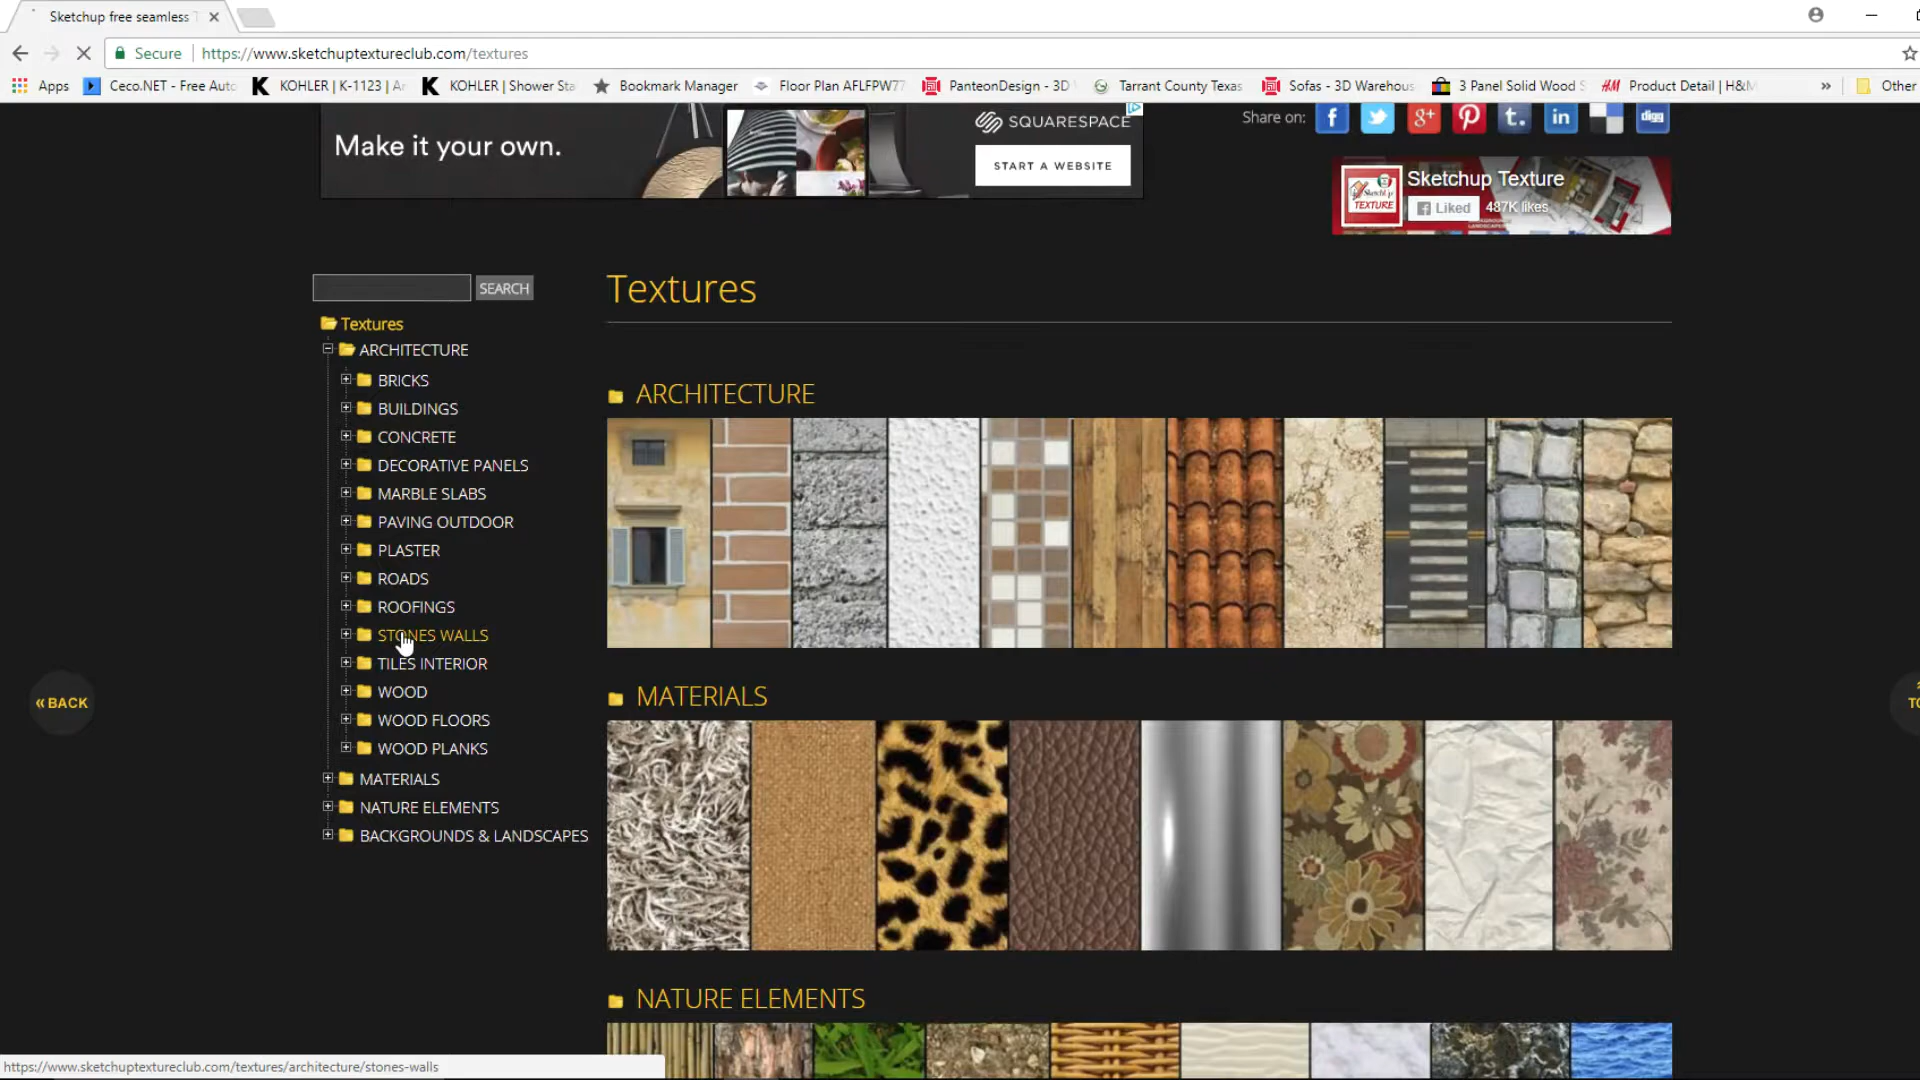 Sketchup free seamless T
Secure
https://www.sketchuptextureclub.com/textures
Apps
Ceco.NET - Free Auto
KOHLER | K-1123 | Ar
KOHLER | Shower Sta
Bookmark Manager
Floor Plan AFLFPW77
PanteonDesign - 3D
Tarrant County Texas
Sofas - 3D Warehous
3 Panel Solid Wood S
H&M
Product Detail | H&M
»
Other
Make it your own.
SQUARESPACE
START A WEBSITE
Share on:
digg
Sketchup Texture
TEXTURE
Liked
487K likes
SEARCH
Textures
Textures
ARCHITECTURE
BRICKS
BUILDINGS
CONCRETE
DECORATIVE PANELS
MARBLE SLABS
PAVING OUTDOOR
PLASTER
ROADS
ROOFINGS
STONES WALLS
TILES INTERIOR
WOOD
WOOD FLOORS
WOOD PLANKS
MATERIALS
NATURE ELEMENTS
BACKGROUNDS & LANDSCAPES
ARCHITECTURE
MATERIALS
NATURE ELEMENTS
« BACK
TO
https://www.sketchuptextureclub.com/textures/architecture/stones-walls